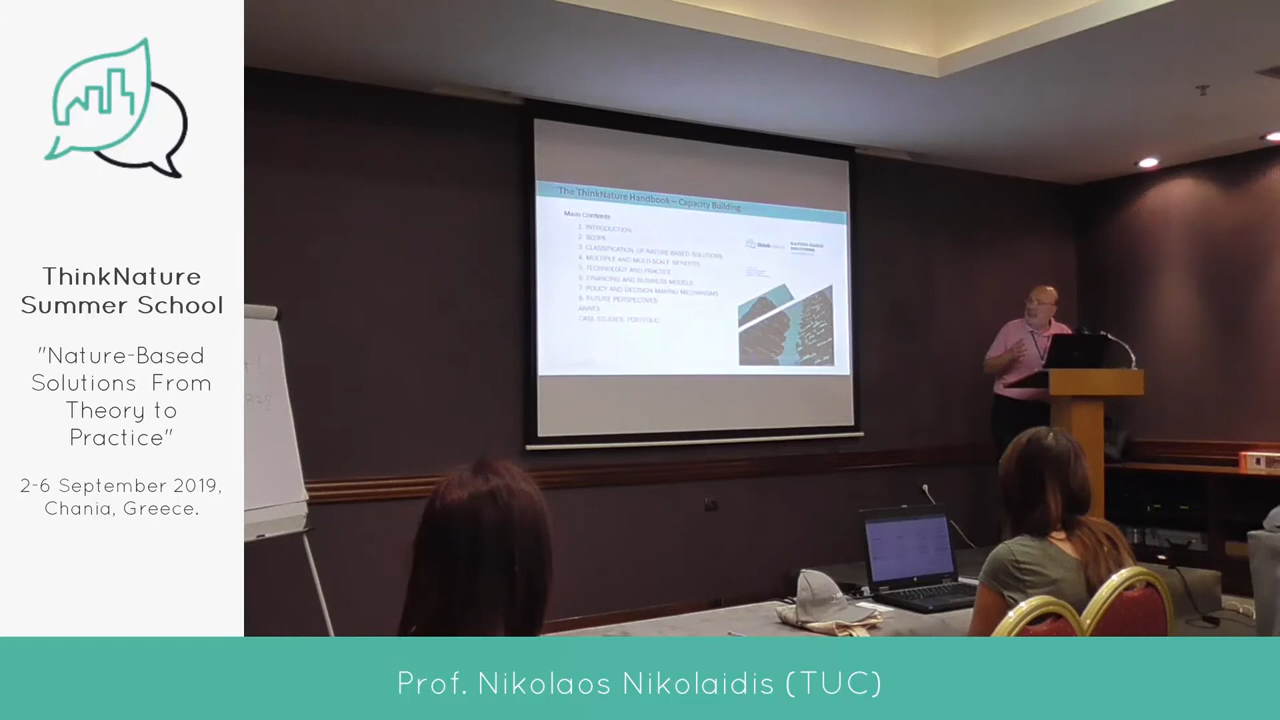 ThinkNature
Summer School
"Nature-Based
Solutions From
Theory to
Practice"
2-6 September 2019,
Chania, Greece.
The ThinkNature Handbook – Capacity Building
Main Contents
1. INTRODUCTION
2. SCOPE
3. CLASSIFICATION OF NATURE-BASED SOLUTIONS
4. MULTIPLE AND MULTI-SCALE BENEFITS
5. TECHNOLOGY AND PRACTICE
6. FINANCING AND BUSINESS MODELS
7. POLICY AND DECISION MAKING MECHANISMS
8. FUTURE PERSPECTIVES
ANNEX
CASE STUDIES' PORTFOLIO
thinknature
Prof. Nikolaos Nikolaidis (TUC)